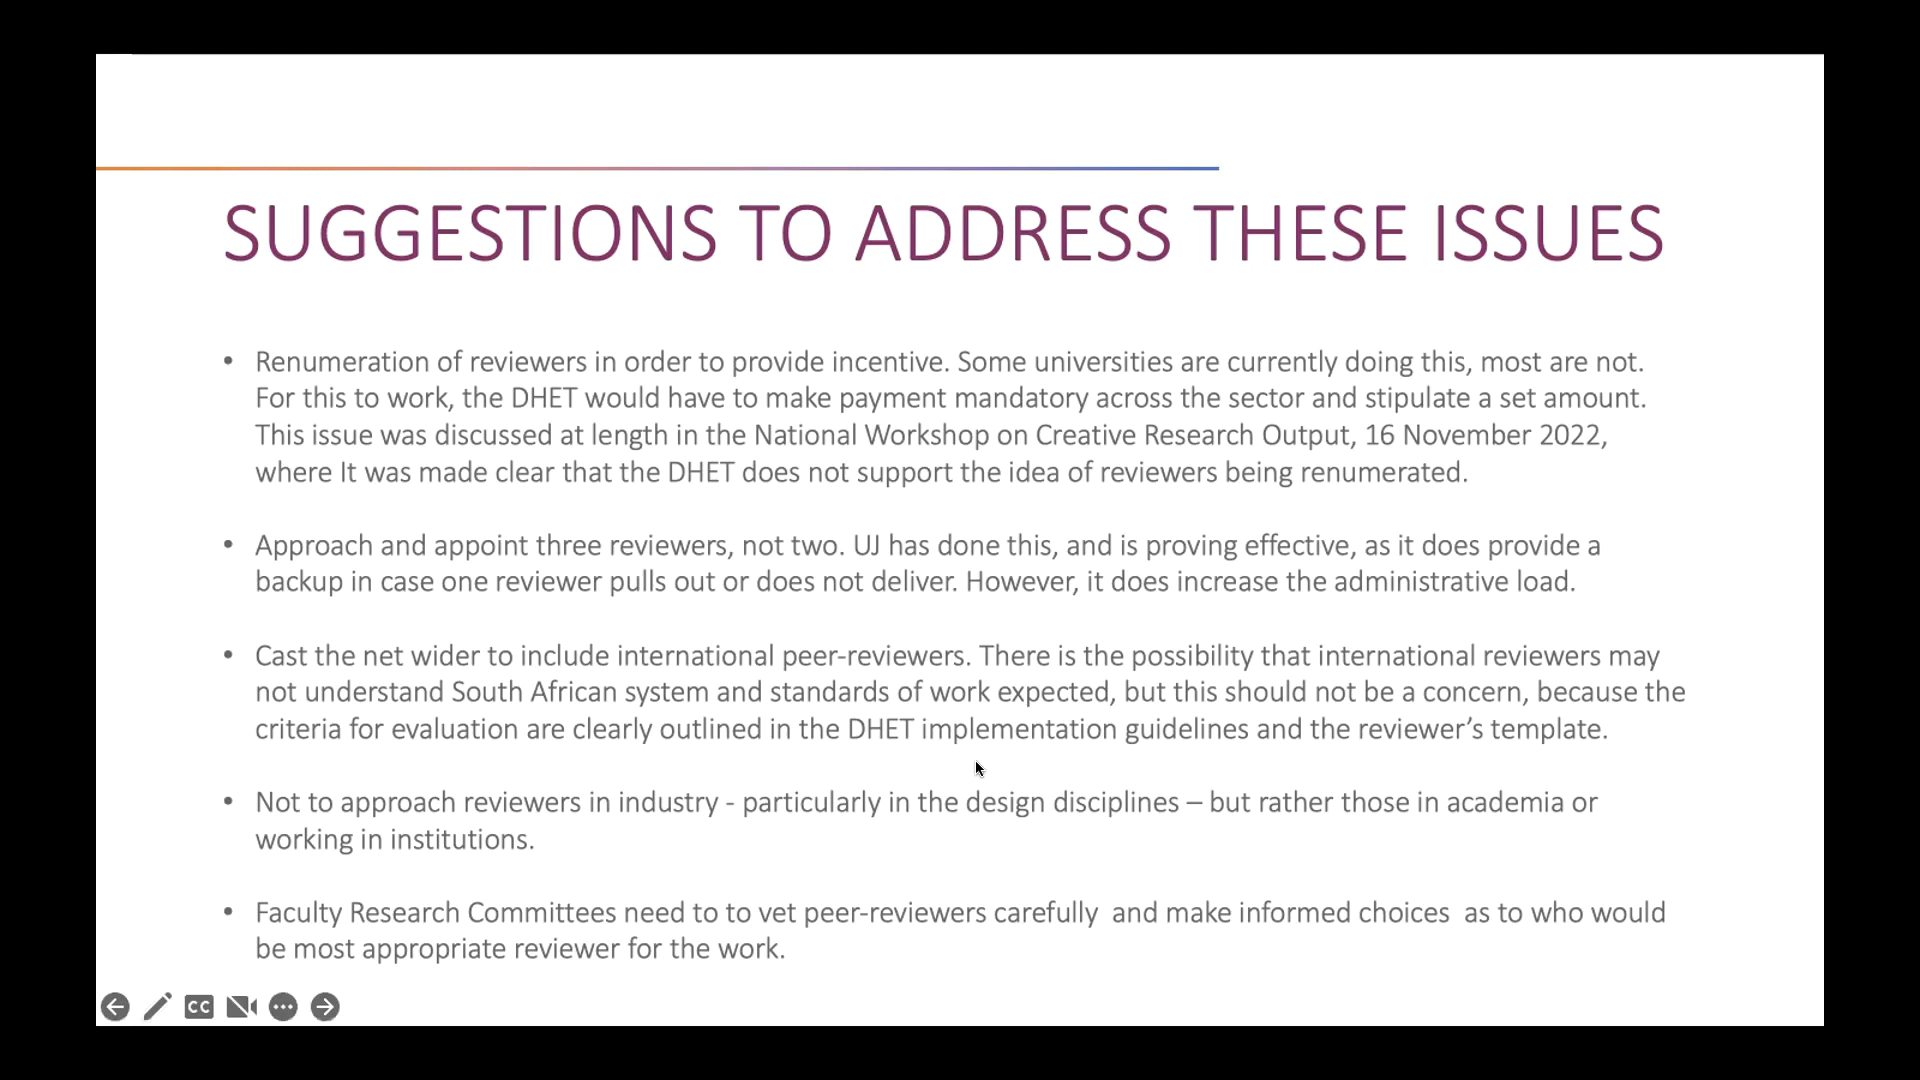 SUGGESTIONS TO ADDRESS THESE ISSUES
• Renumeration of reviewers in order to provide incentive. Some universities are currently doing this, most are not.
For this to work, the DHET would have to make payment mandatory across the sector and stipulate a set amount.
This issue was discussed at length in the National Workshop on Creative Research Output, 16 November 2022,
where It was made clear that the DHET does not support the idea of reviewers being renumerated.
• Approach and appoint three reviewers, not two. UJ has done this, and is proving effective, as it does provide a
backup in case one reviewer pulls out or does not deliver. However, it does increase the administrative load.
• Cast the net wider to include international peer-reviewers. There is the possibility that international reviewers may
not understand South African system and standards of work expected, but this should not be a concern, because the
criteria for evaluation are clearly outlined in the DHET implementation guidelines and the reviewer’s template.
• Not to approach reviewers in industry - particularly in the design disciplines – but rather those in academia or
working in institutions.
• Faculty Research Committees need to to vet peer-reviewers carefully  and make informed choices  as to who would
be most appropriate reviewer for the work.
CC